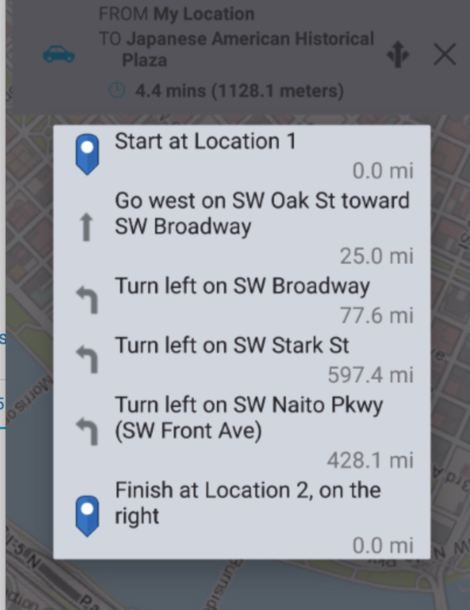 FROM My Location
TO Japanese American Historical
Plaza
4.4 mins (1128.1 meters)
Start at Location 1
0.0 mi
Go west on SW Oak St toward
SW Broadway
25.0 mi
Turn left on SW Broadway
77.6 mi
Turn left on SW Stark St
597.4 mi
Turn left on SW Naito Pkwy
(SW Front Ave)
428.1 mi
Finish at Location 2, on the
right
0.0 mi